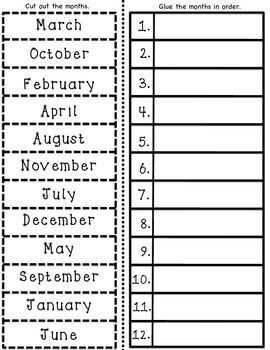 Cut out the months.
March
October
February
April
August
November
July
December
May
September
January
June
Glue the months in order.
1.
2.
3.
4.
5.
6.
7.
8.
9.
10.
11.
12.